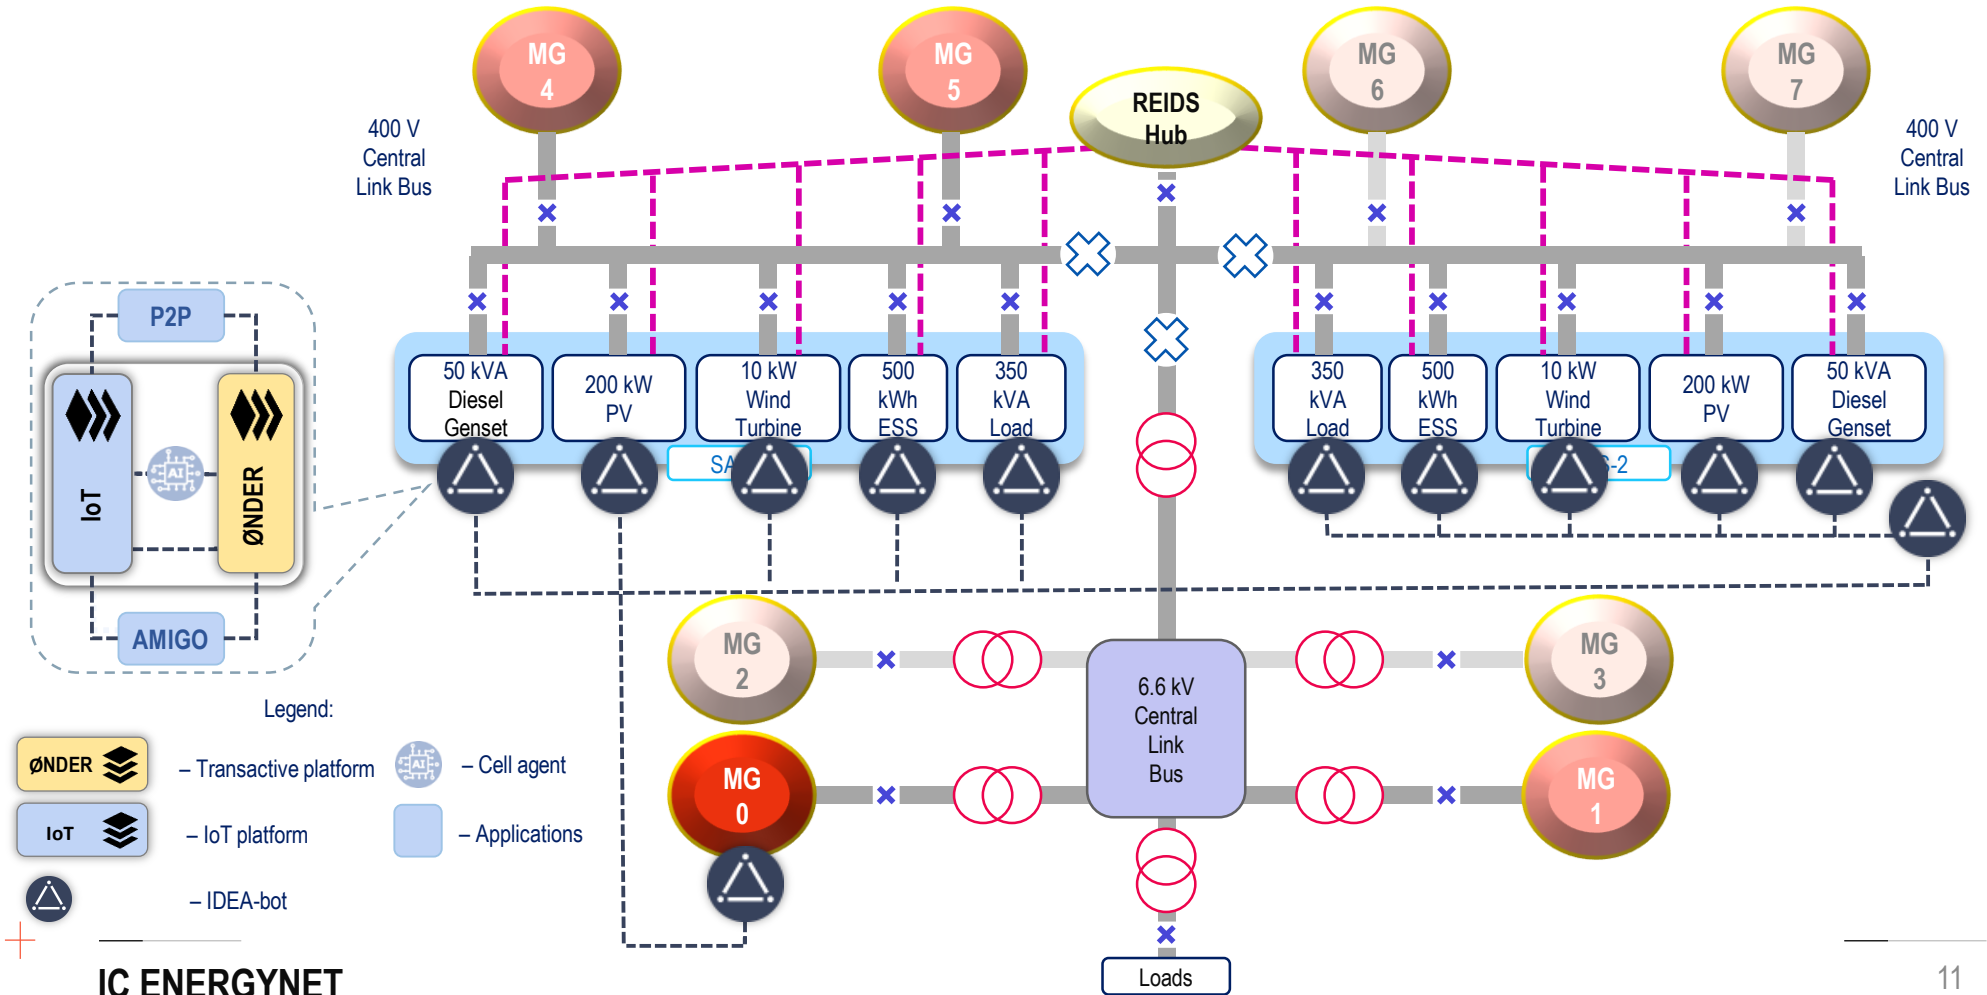 MG
4
MG
5
MG
6
MG
7
REIDS
Hub
400 V
Central
Link Bus
400 V
Central
Link Bus
50 kVA
Diesel
Genset
200 kW
PV
10 kW
Wind
Turbine
500
kWh
ESS
350
kVA
Load
350
kVA
Load
500
kWh
ESS
10 kW
Wind
Turbine
200 kW
PV
50 kVA
Diesel
Genset
P2P
IoT
AI
ØNDER
AMIGO
MG
2
MG
3
6.6 kV
Central
Link
Bus
MG
0
MG
1
Loads
Legend:
ØNDER
– Transactive platform
AI
– Cell agent
IoT
– IoT platform
– Applications
– IDEA-bot
IC ENERGYNET
11